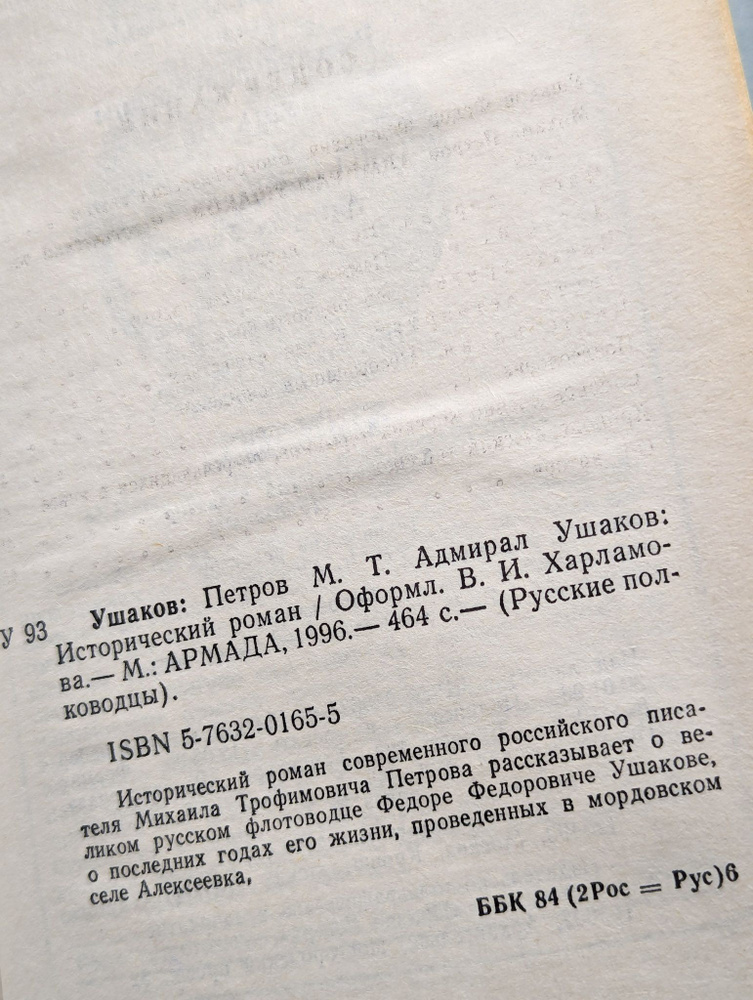 У 93 Ушаков: Петров М. Т. Адмирал Ушаков:
Исторический роман / Оформл. В. И. Харламо-
ва.— М.: АРМАДА, 1996.— 464 с.— (Русские пол-
ководцы).
ISBN 5-7632-0165-5
Исторический роман современного российского писа-
теля Михаила Трофимовича Петрова рассказывает о ве-
ликом русском флотоводце Федоре Федоровиче Ушакове,
о последних годах его жизни, проведенных в мордовском
селе Алексеевка,
ББК 84 (2Рос = Рус)6